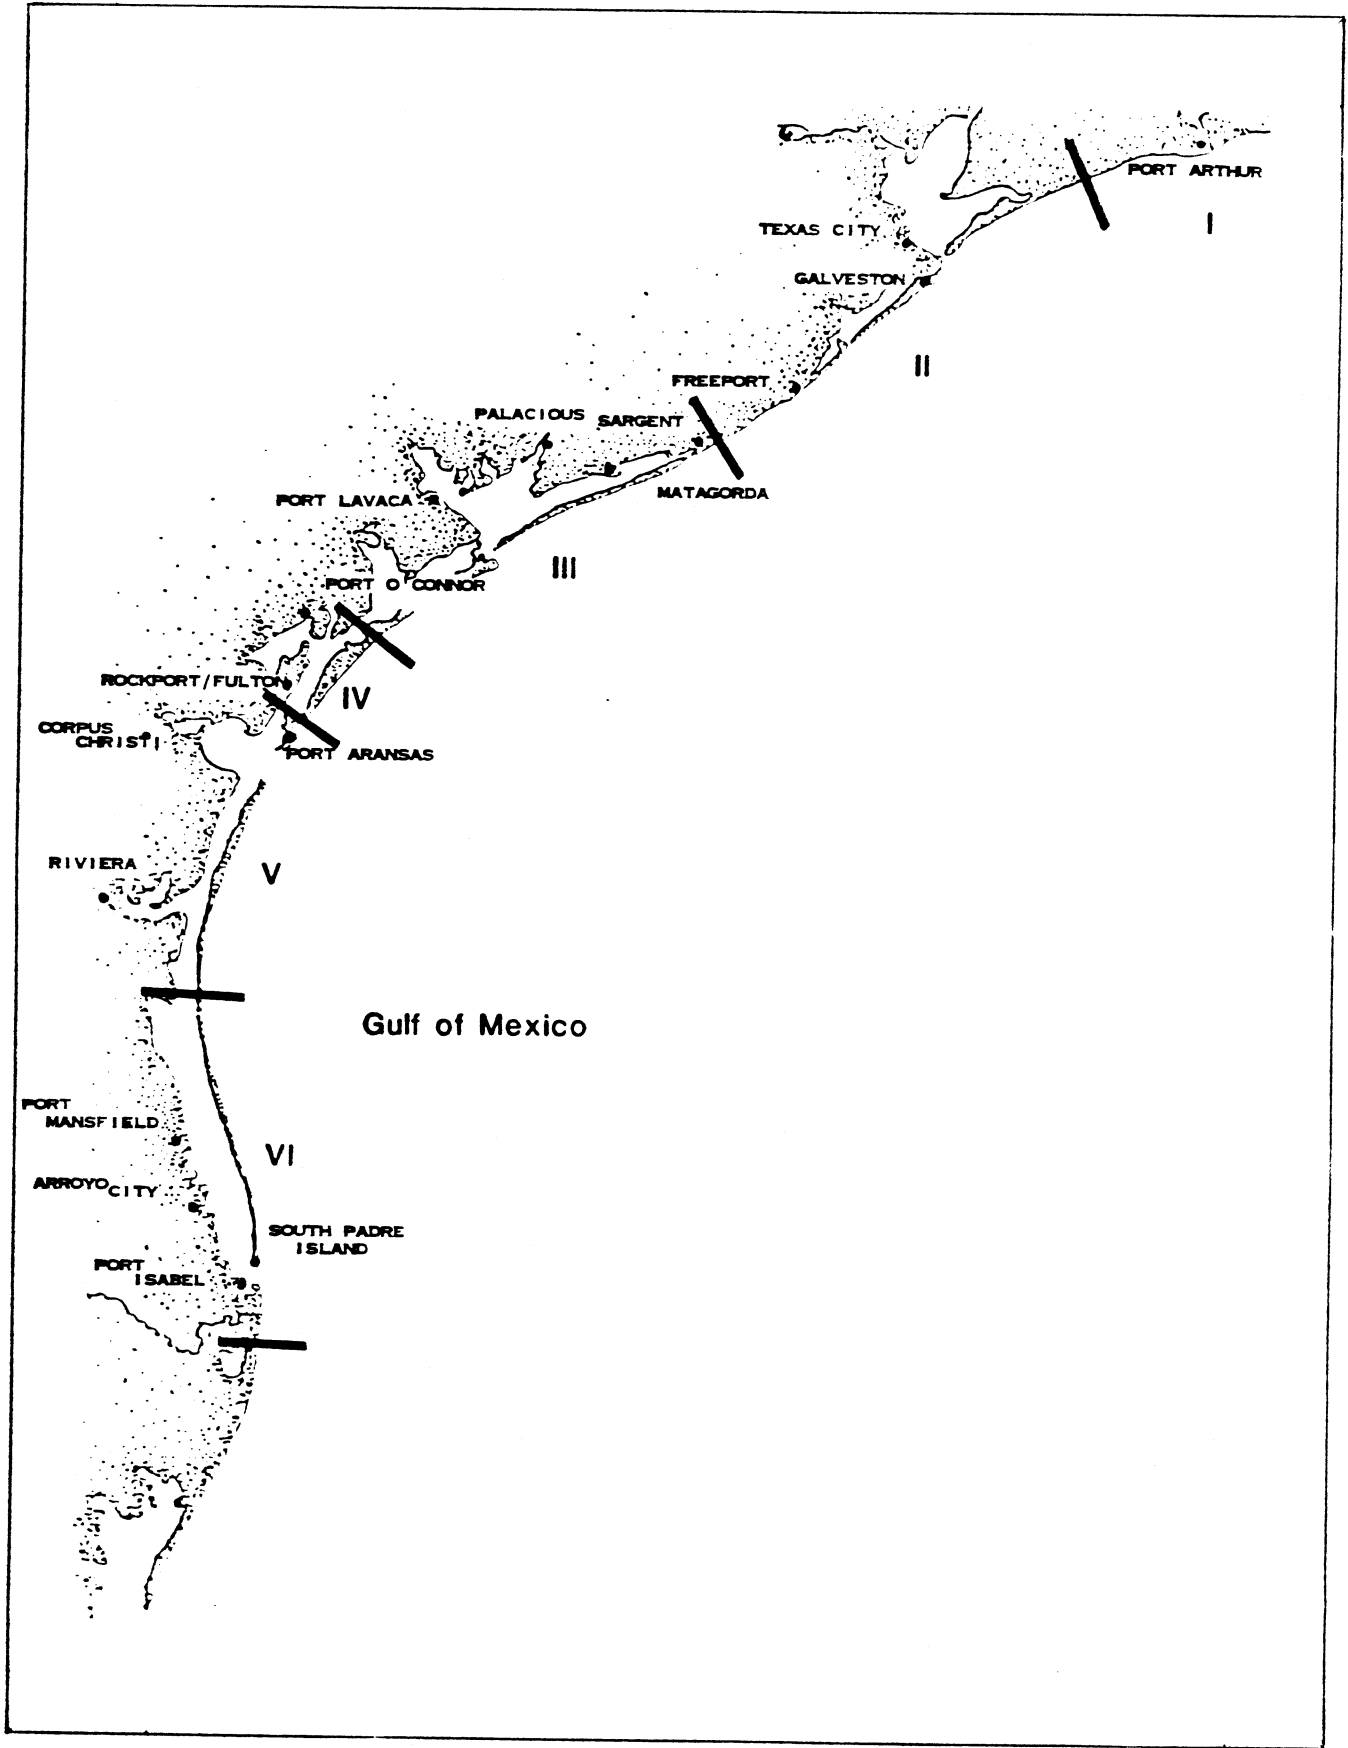 PORT ARTHUR
I
TEXAS CITY
GALVESTON
II
FREEPORT
PALACIOUS
SARGENT
MATAGORDA
PORT LAVACA
III
PORT O'CONNOR
ROCKPORT/FULTON
IV
CORPUS
CHRISTI
PORT ARANSAS
RIVIERA
V
Gulf of Mexico
PORT
MANSFIELD
VI
ARROYO CITY
SOUTH PADRE
ISLAND
PORT
ISABEL